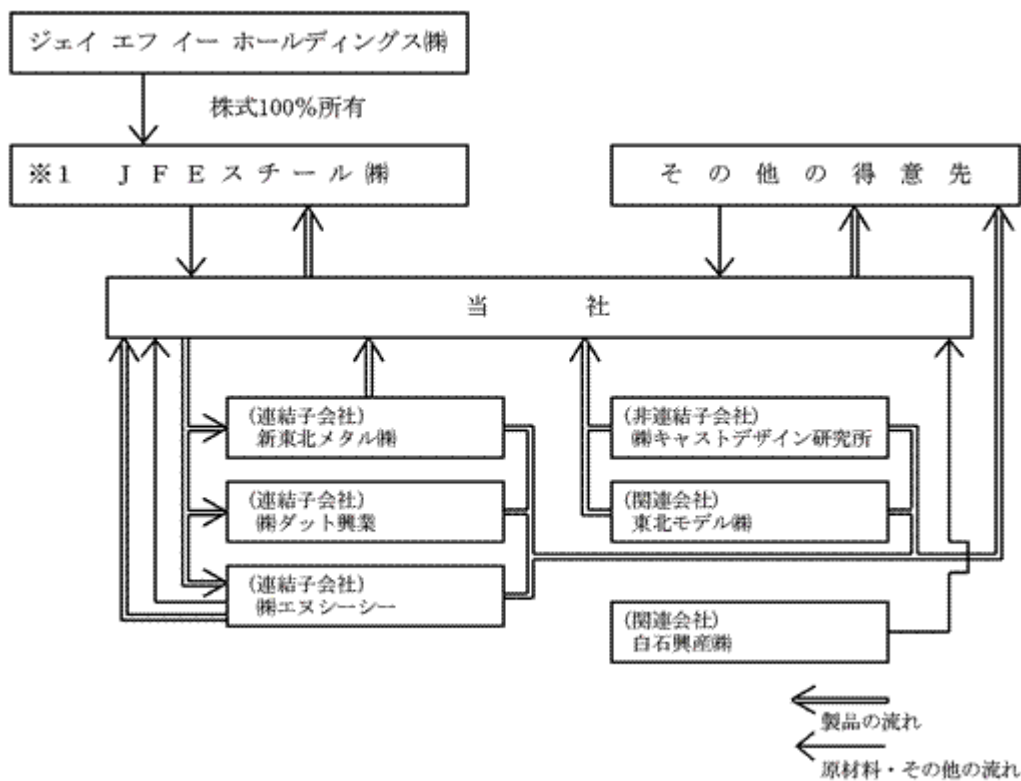 ジェイ エフ イー ホールディングス㈱
株式100％所有
※1 ＪＦＥスチール㈱
その他の得意先
当社
(連結子会社)
新東北メタル㈱
(非連結子会社)
㈱キャストデザイン研究所
(連結子会社)
㈱ダット興業
(関連会社)
東北モデル㈱
(連結子会社)
㈱エヌシーシー
(関連会社)
白石興産㈱
製品の流れ
原材料・その他の流れ